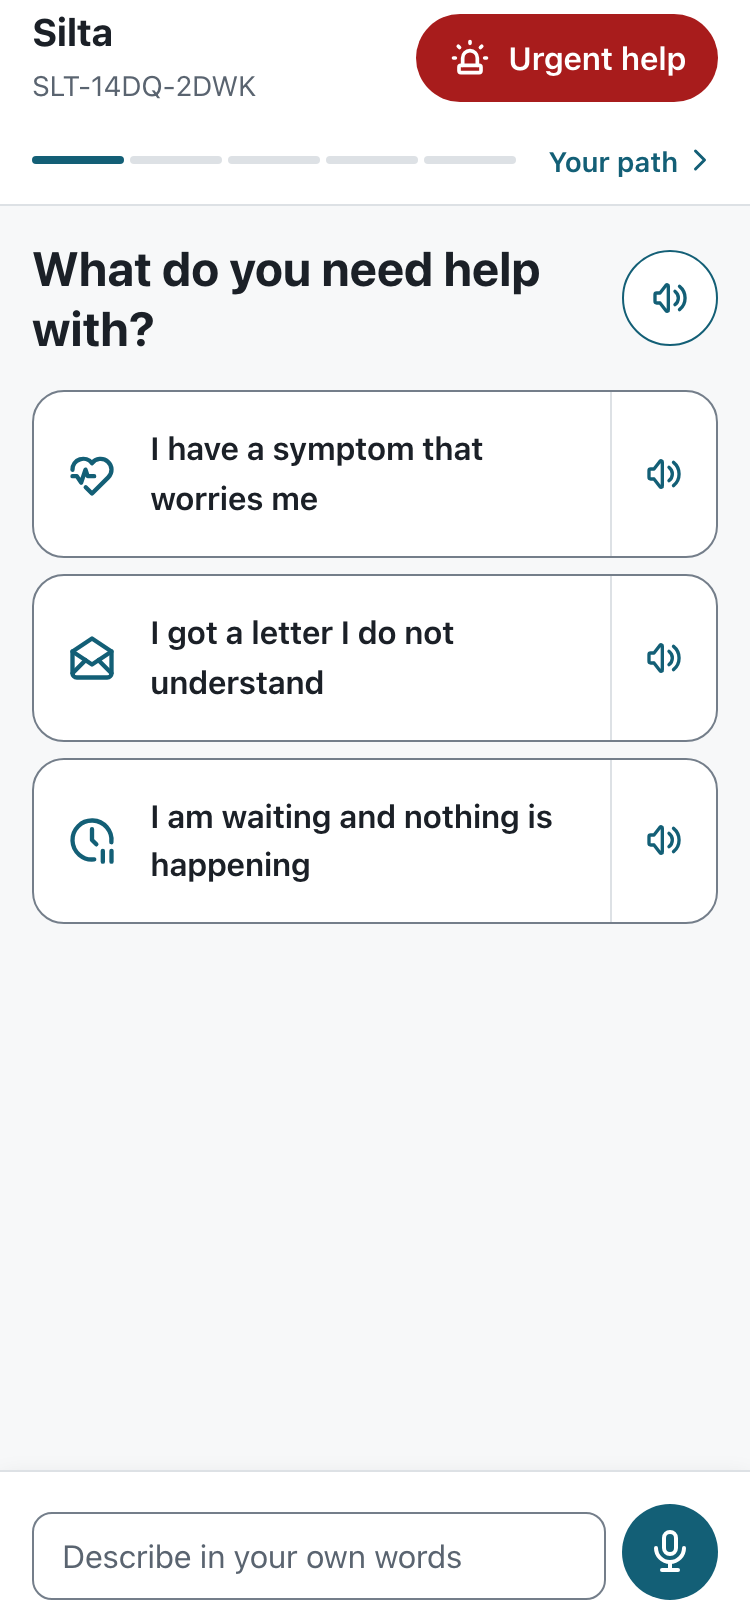 Silta
SLT-14DQ-2DWK
Urgent help
Your path
What do you need help
with?
I have a symptom that
worries me
I got a letter I do not
understand
I am waiting and nothing is
happening
Describe in your own words